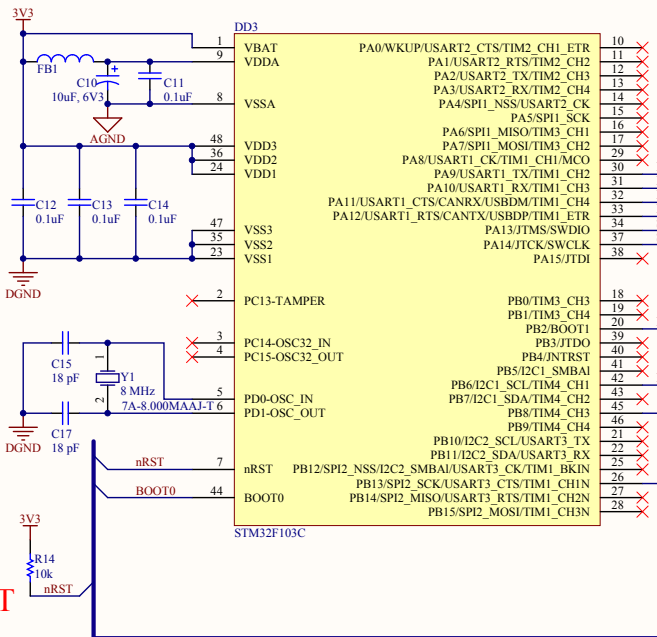 3V3
DD3
1 VBAT PA0/WKUP/USART2_CTS/TIM2_CH1_ETR 10
9 VDDA PA1/USART2_RTS/TIM2_CH2 11
FB1
PA2/USART2_TX/TIM2_CH3 12
C10
10uF, 6V3
C11
0.1uF
PA3/USART2_RX/TIM2_CH4 13
8 VSSA PA4/SPI1_NSS/USART2_CK 14
PA5/SPI1_SCK 15
AGND
PA6/SPI1_MISO/TIM3_CH1 16
48 VDD3 PA7/SPI1_MOSI/TIM3_CH2 17
36 VDD2 PA8/USART1_CK/TIM1_CH1/MCO 29
24 VDD1 PA9/USART1_TX/TIM1_CH2 30
PA10/USART1_RX/TIM1_CH3 31
C12
0.1uF
C13
0.1uF
C14
0.1uF
PA11/USART1_CTS/CANRX/USBDM/TIM1_CH4 32
PA12/USART1_RTS/CANTX/USBDP/TIM1_ETR 33
47 VSS3 PA13/JTMS/SWDIO 34
35 VSS2 PA14/JTCK/SWCLK 37
23 VSS1 PA15/JTDI 38
DGND
2 PC13-TAMPER PB0/TIM3_CH3 18
PB1/TIM3_CH4 19
PB2/BOOT1 20
3 PC14-OSC32_IN PB3/JTDO 39
4 PC15-OSC32_OUT PB4/JNTRST 40
C15
18 pF
1
2
Y1
8 MHz
7A-8.000MAAJ-T
PB5/I2C1_SMBAI 41
PB6/I2C1_SCL/TIM4_CH1 42
5 PD0-OSC_IN PB7/I2C1_SDA/TIM4_CH2 43
6 PD1-OSC_OUT PB8/TIM4_CH3 45
C17
18 pF
DGND
PB9/TIM4_CH4 46
PB10/I2C2_SCL/USART3_TX 21
PB11/I2C2_SDA/USART3_RX 22
nRST 7 nRST PB12/SPI2_NSS/I2C2_SMBAI/USART3_CK/TIM1_BKIN 25
PB13/SPI2_SCK/USART3_CTS/TIM1_CH1N 26
BOOT0 44 BOOT0 PB14/SPI2_MISO/USART3_RTS/TIM1_CH2N 27
PB15/SPI2_MOSI/TIM1_CH3N 28
STM32F103C
3V3
R14
10k
nRST
T